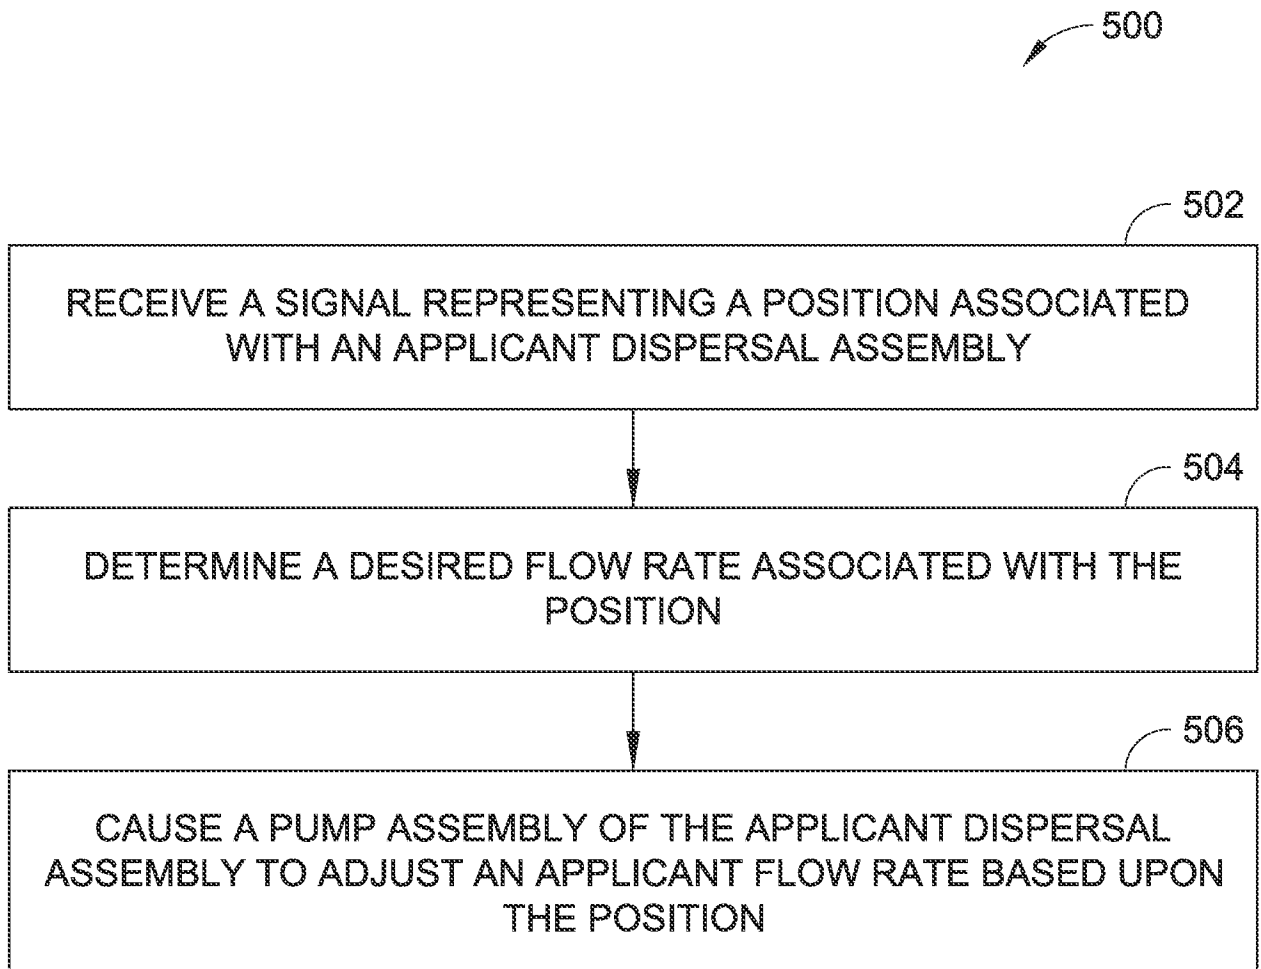 500
502
RECEIVE A SIGNAL REPRESENTING A POSITION ASSOCIATED
WITH AN APPLICANT DISPERSAL ASSEMBLY
504
DETERMINE A DESIRED FLOW RATE ASSOCIATED WITH THE
POSITION
506
CAUSE A PUMP ASSEMBLY OF THE APPLICANT DISPERSAL
ASSEMBLY TO ADJUST AN APPLICANT FLOW RATE BASED UPON
THE POSITION